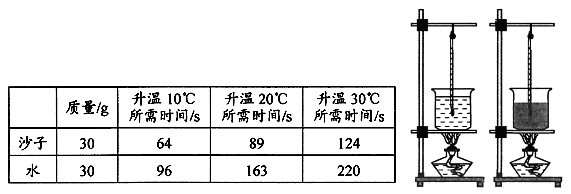 质量/g 升温10℃所需时间/s 升温20℃所需时间/s 升温30℃所需时间/s
沙子 30 64 89 124
水 30 96 163 220